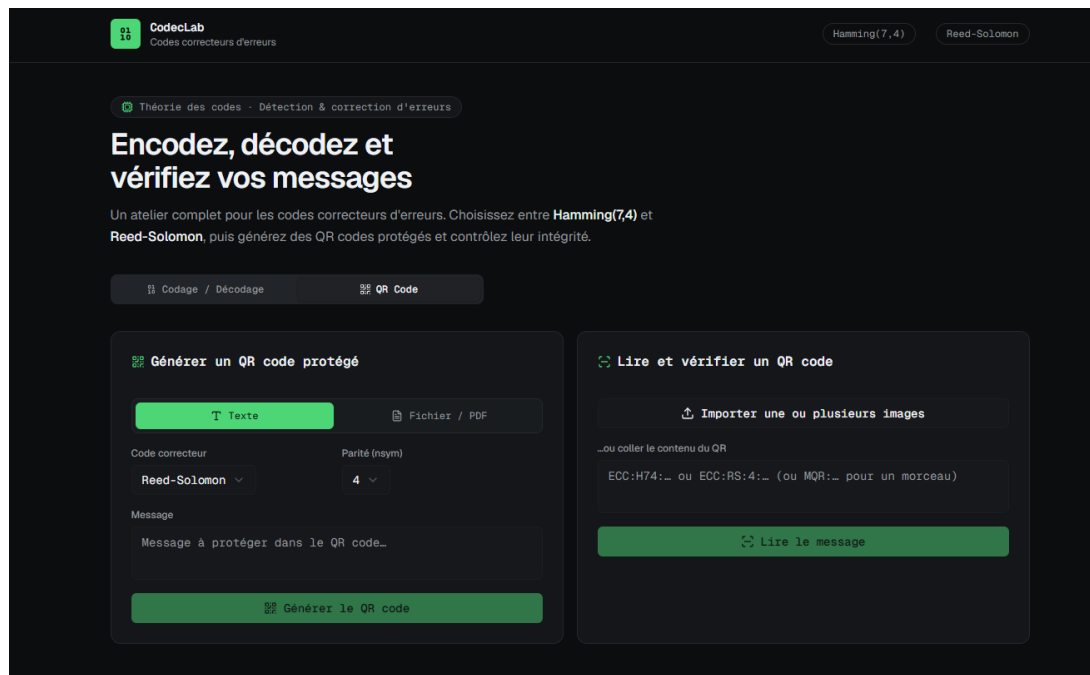 01
10
CodecLab
Codes correcteurs d'erreurs
Hamming(7,4)
Reed-Solomon
Théorie des codes · Détection & correction d'erreurs
Encodez, décodez et
vérifiez vos messages
Un atelier complet pour les codes correcteurs d'erreurs. Choisissez entre Hamming(7,4) et
Reed-Solomon, puis générez des QR codes protégés et contrôlez leur intégrité.
Codage / Décodage
QR Code
Générer un QR code protégé
Texte
Fichier / PDF
Code correcteur
Parité (nsym)
Reed-Solomon
4
Message
Message à protéger dans le QR code…
Générer le QR code
Lire et vérifier un QR code
Importer une ou plusieurs images
…ou coller le contenu du QR
ECC:H74:… ou ECC:RS:4:… (ou MQR:… pour un morceau)
Lire le message